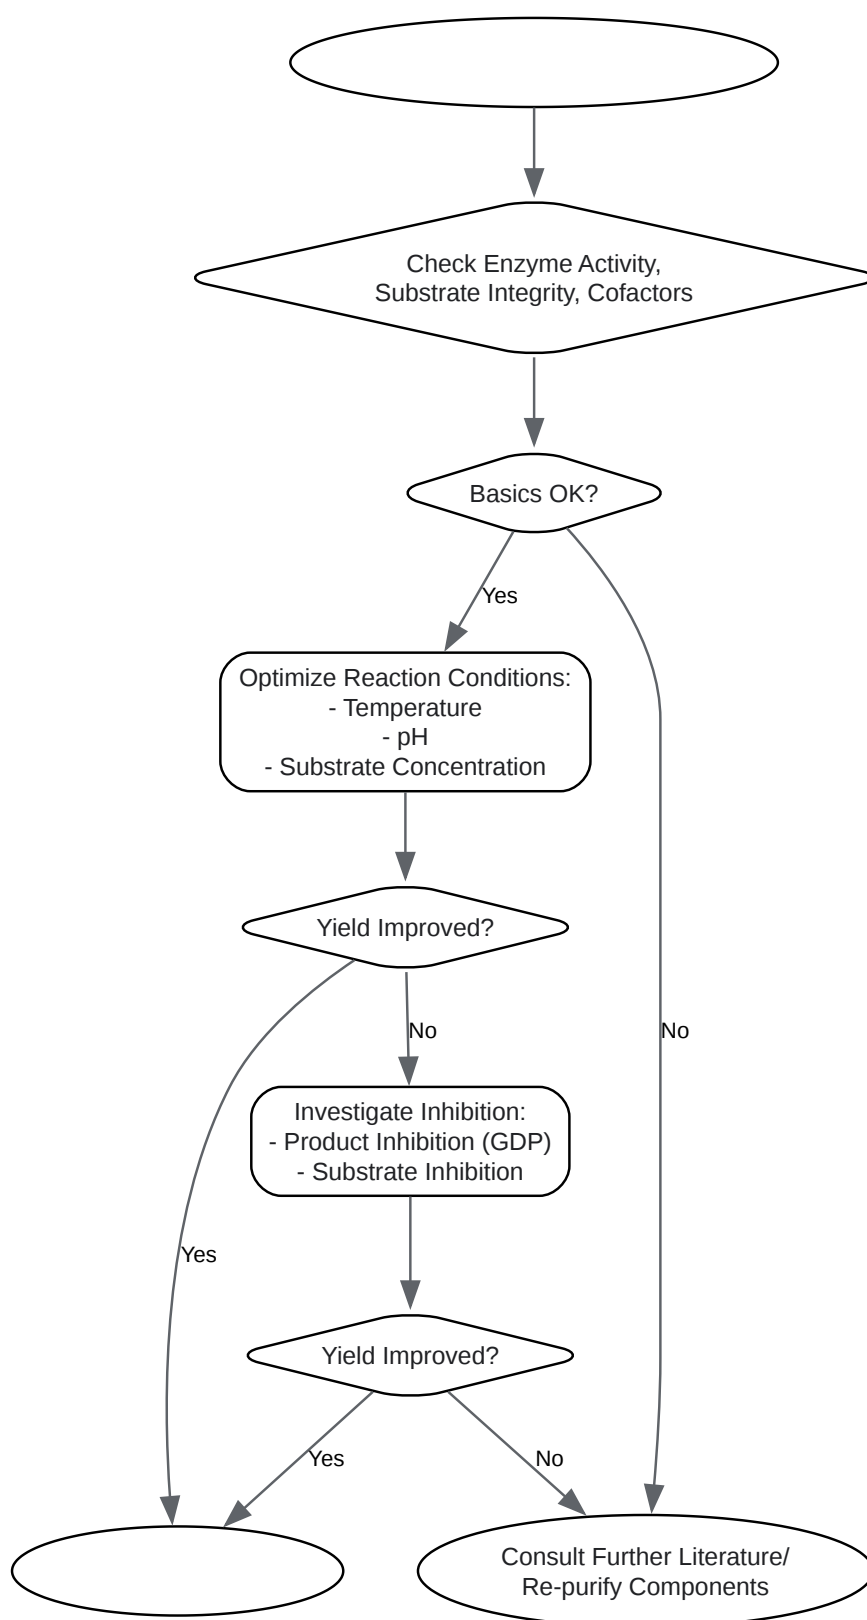 Check Enzyme Activity,
Substrate Integrity, Cofactors
Basics OK?
Yes
Optimize Reaction Conditions:
- Temperature
- pH
- Substrate Concentration
Yield Improved?
No
No
Investigate Inhibition:
- Product Inhibition (GDP)
- Substrate Inhibition
Yes
Yield Improved?
Yes
No
Consult Further Literature/
Re-purify Components